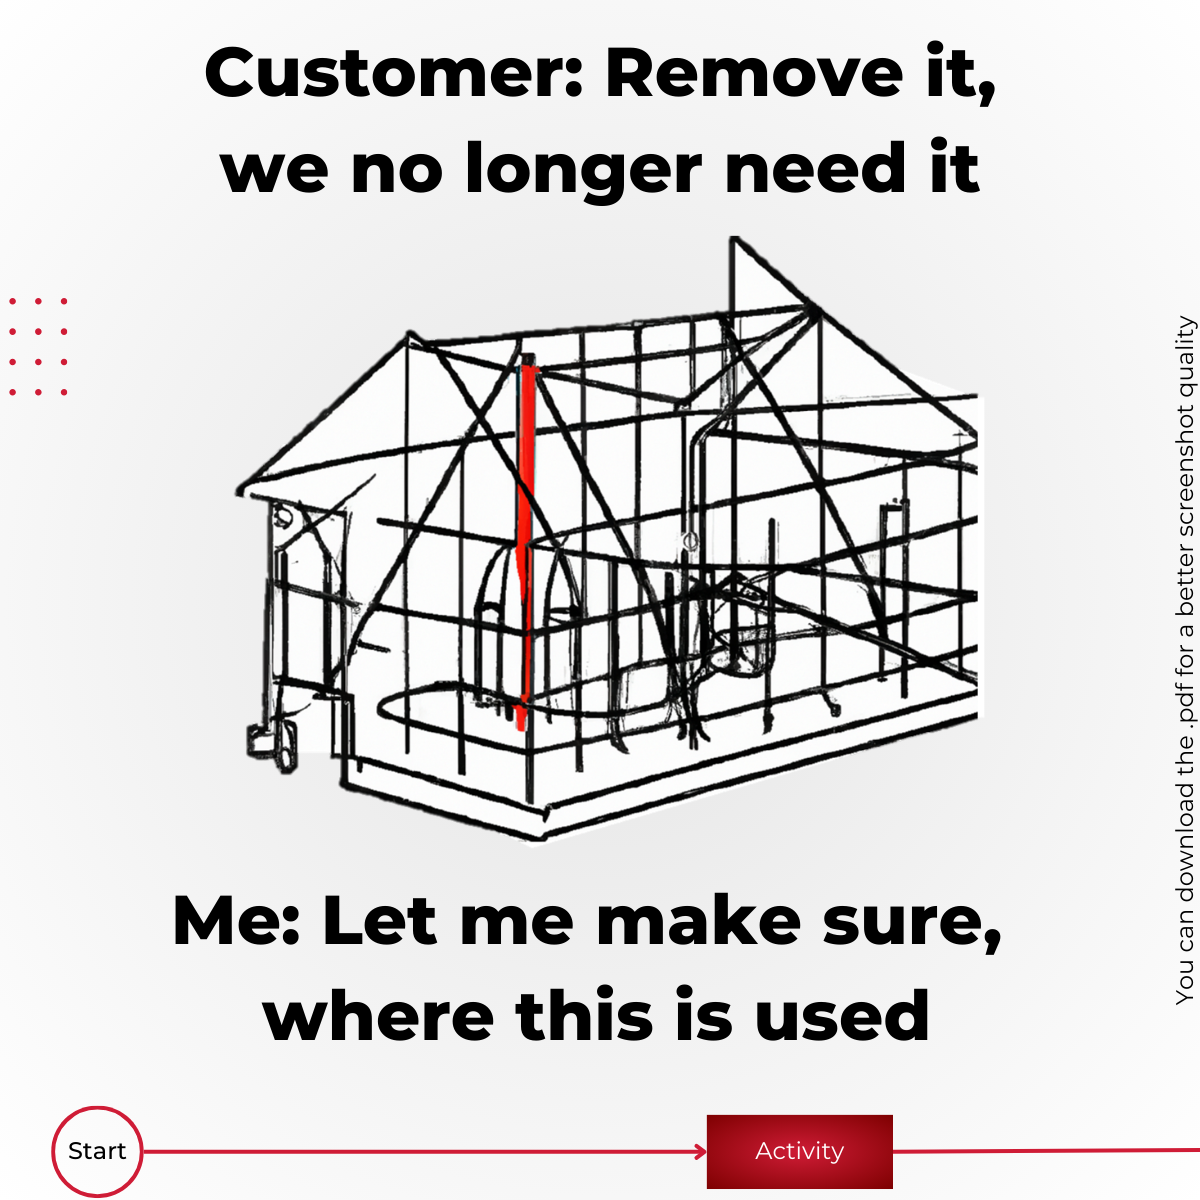 Customer: Remove it,
we no longer need it
You can download the .pdf for a better screenshot quality
Me: Let me make sure,
where this is used
Start
Activity